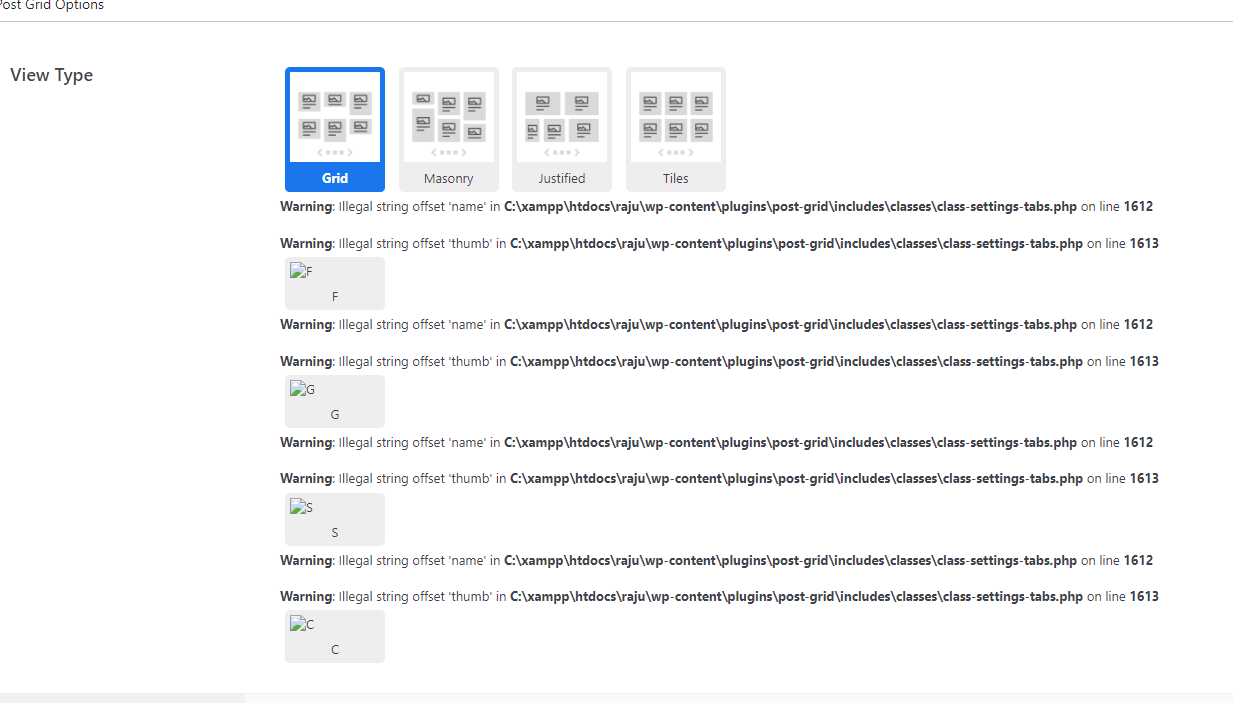 Post Grid Options
View Type
Grid Masonry Justified Tiles
Warning: Illegal string offset 'name' in C:\xampp\htdocs\raju\wp-content\plugins\post-grid\includes\classes\class-settings-tabs.php on line 1612
Warning: Illegal string offset 'thumb' in C:\xampp\htdocs\raju\wp-content\plugins\post-grid\includes\classes\class-settings-tabs.php on line 1613
F
F
Warning: Illegal string offset 'name' in C:\xampp\htdocs\raju\wp-content\plugins\post-grid\includes\classes\class-settings-tabs.php on line 1612
Warning: Illegal string offset 'thumb' in C:\xampp\htdocs\raju\wp-content\plugins\post-grid\includes\classes\class-settings-tabs.php on line 1613
G
G
Warning: Illegal string offset 'name' in C:\xampp\htdocs\raju\wp-content\plugins\post-grid\includes\classes\class-settings-tabs.php on line 1612
Warning: Illegal string offset 'thumb' in C:\xampp\htdocs\raju\wp-content\plugins\post-grid\includes\classes\class-settings-tabs.php on line 1613
S
S
Warning: Illegal string offset 'name' in C:\xampp\htdocs\raju\wp-content\plugins\post-grid\includes\classes\class-settings-tabs.php on line 1612
Warning: Illegal string offset 'thumb' in C:\xampp\htdocs\raju\wp-content\plugins\post-grid\includes\classes\class-settings-tabs.php on line 1613
C
C